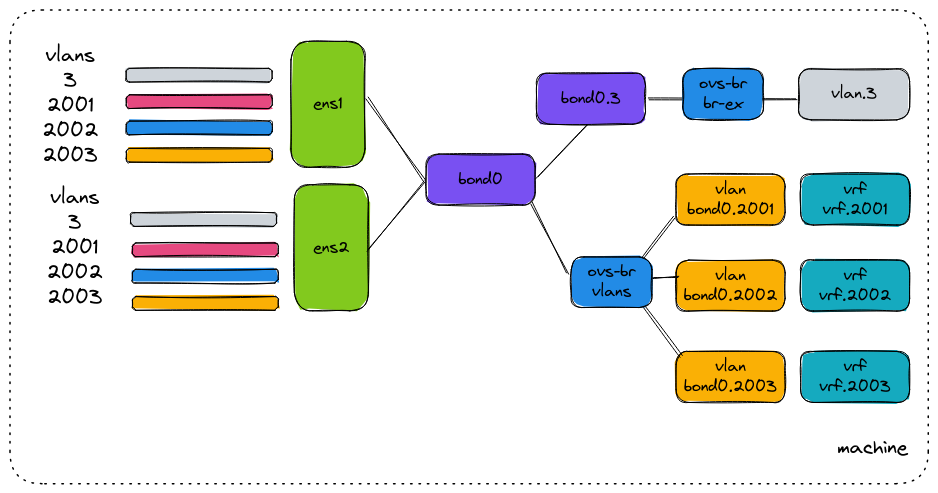 vlans
3
2001
2002
2003
ens1
vlans
3
2001
2002
2003
ens2
bond0
bond0.3
ovs-br
br-ex
vlan.3
vlan
bond0.2001
vrf
vrf.2001
ovs-br
vlans
vlan
bond0.2002
vrf
vrf.2002
vlan
bond0.2003
vrf
vrf.2003
machine